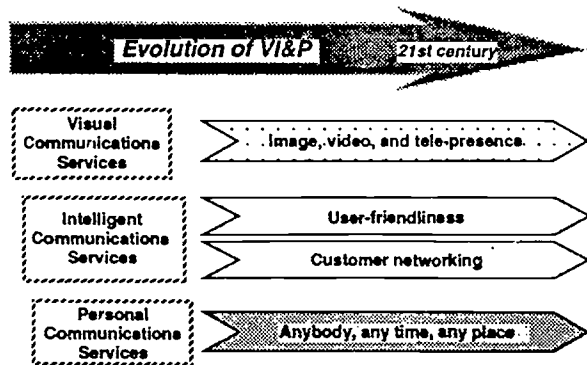 Evolution of VI&P
21st century
Visual
Communications
Services
Image, video, and tele-presence
Intelligent
Communications
Services
User-friendliness
Customer networking
Personal
Communications
Services
Anybody, any time, any place